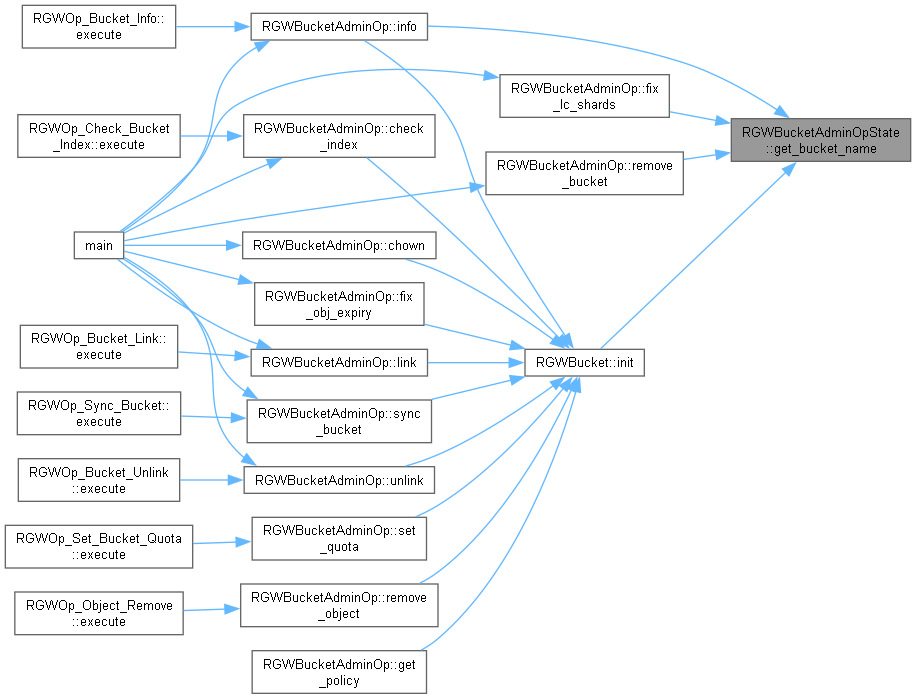 RGWOp_Bucket_Info::
execute
RGWBucketAdminOp::info
RGWBucketAdminOp::fix
_lc_shards
RGWOp_Check_Bucket
_Index::execute
RGWBucketAdminOp::check
_index
RGWBucketAdminOpState
::get_bucket_name
RGWBucketAdminOp::remove
_bucket
main
RGWBucketAdminOp::chown
RGWBucketAdminOp::fix
_obj_expiry
RGWOp_Bucket_Link::
execute
RGWBucketAdminOp::link
RGWBucket::init
RGWOp_Sync_Bucket::
execute
RGWBucketAdminOp::sync
_bucket
RGWOp_Bucket_Unlink
::execute
RGWBucketAdminOp::unlink
RGWOp_Set_Bucket_Quota
::execute
RGWBucketAdminOp::set
_quota
RGWOp_Object_Remove
::execute
RGWBucketAdminOp::remove
_object
RGWBucketAdminOp::get
_policy